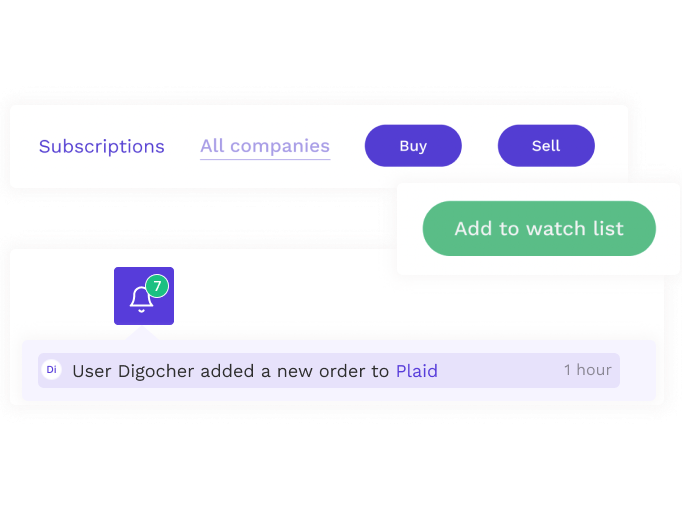 Subscriptions All companies Buy Sell
Add to watch list
7
Di User Digocher added a new order to Plaid 1 hour